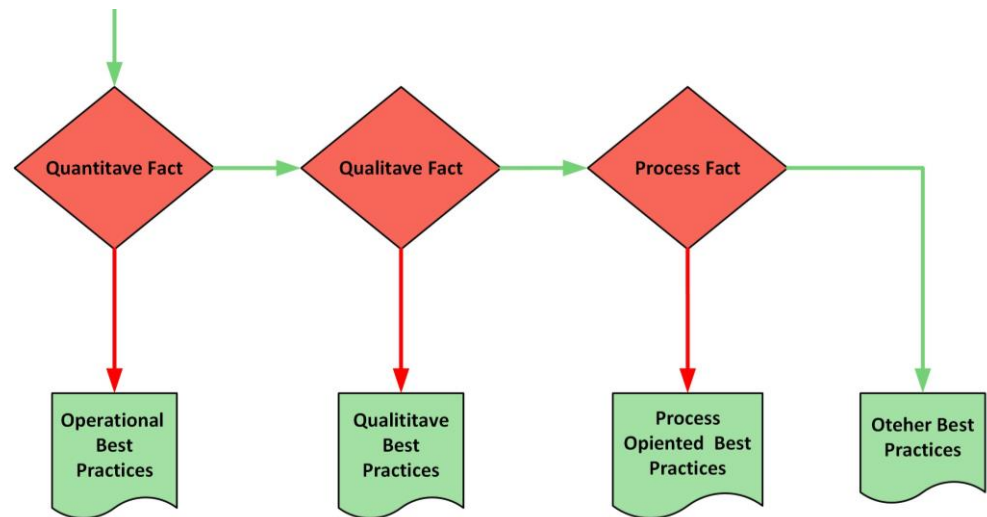 Quantitave Fact
Qualitave Fact
Process Fact
Operational
Best
Practices
Qualititave
Best
Practices
Process
Opiented Best
Practices
Oteher Best
Practices